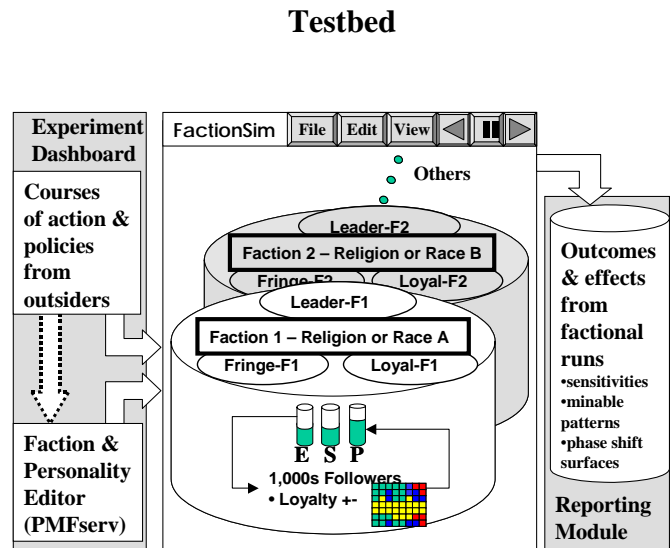 Testbed
Experiment
Dashboard
Courses
of action &
policies
from
outsiders
Faction &
Personality
Editor
(PMFserv)
FactionSim
File
Edit
View
Others
Leader-F2
Faction 2 – Religion or Race B
Fringe-F2
Loyal-F2
Leader-F1
Faction 1 – Religion or Race A
Fringe-F1
Loyal-F1
E S P
1,000s Followers
• Loyalty +-
Outcomes
& effects
from
factional
runs
•sensitivities
•minable
patterns
•phase shift
surfaces
Reporting
Module